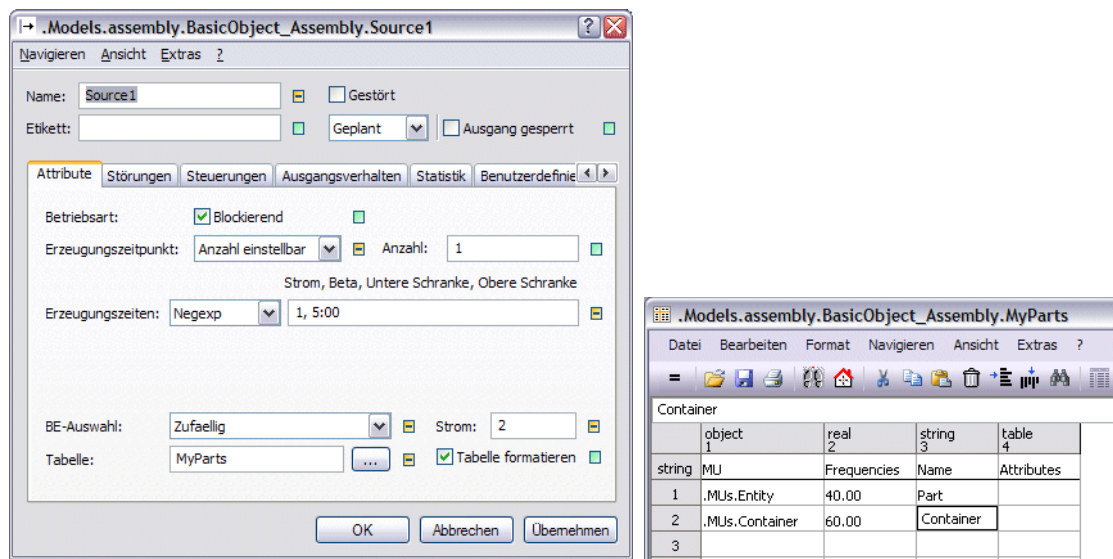 .Models.assembly.BasicObject_Assembly.Source1
Navigieren Ansicht Extras ?
Name: Source1 Gestört
Etikett: Geplant Ausgang gesperrt
Attribute Störungen Steuerungen Ausgangsverhalten Statistik Benutzerdefinie
Betriebsart: Blockierend
Erzeugungszeitpunkt: Anzahl einstellbar Anzahl: 1
Strom, Beta, Untere Schranke, Obere Schranke
Erzeugungszeiten: Negexp 1, 5:00
BE-Auswahl: Zufaellig Strom: 2
Tabelle: MyParts ... Tabelle formatieren
OK Abbrechen Übernehmen
.Models.assembly.BasicObject_Assembly.MyParts
Datei Bearbeiten Format Navigieren Ansicht Extras ?
Container
object real string table
1 2 3 4
string MU Frequencies Name Attributes
1 .MUs.Entity 40.00 Part
2 .MUs.Container 60.00 Container
3